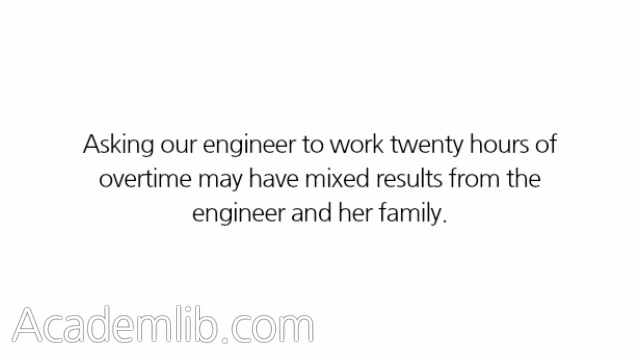 Asking our engineer to work twenty hours of
overtime may have mixed results from the
engineer and her family.
Academlib.com